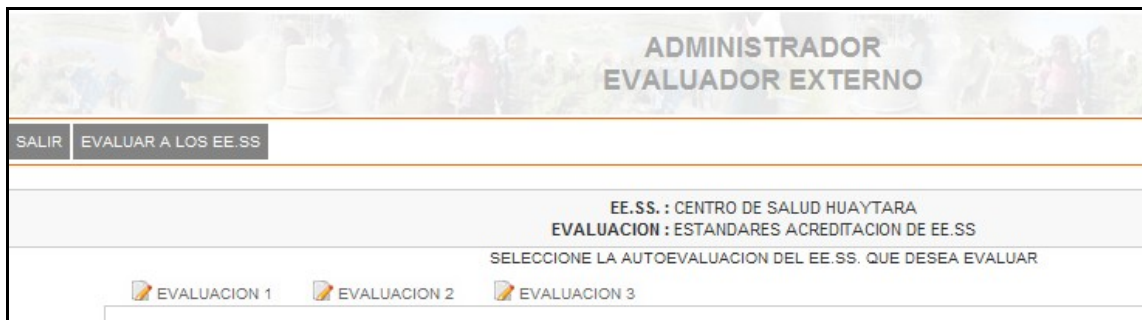 ADMINISTRADOR
EVALUADOR EXTERNO
SALIR EVALUAR A LOS EE.SS
EE.SS. : CENTRO DE SALUD HUAYTARA
EVALUACION : ESTANDARES ACREDITACION DE EE.SS
SELECCIONE LA AUTOEVALUACION DEL EE.SS. QUE DESEA EVALUAR
EVALUACION 1 EVALUACION 2 EVALUACION 3